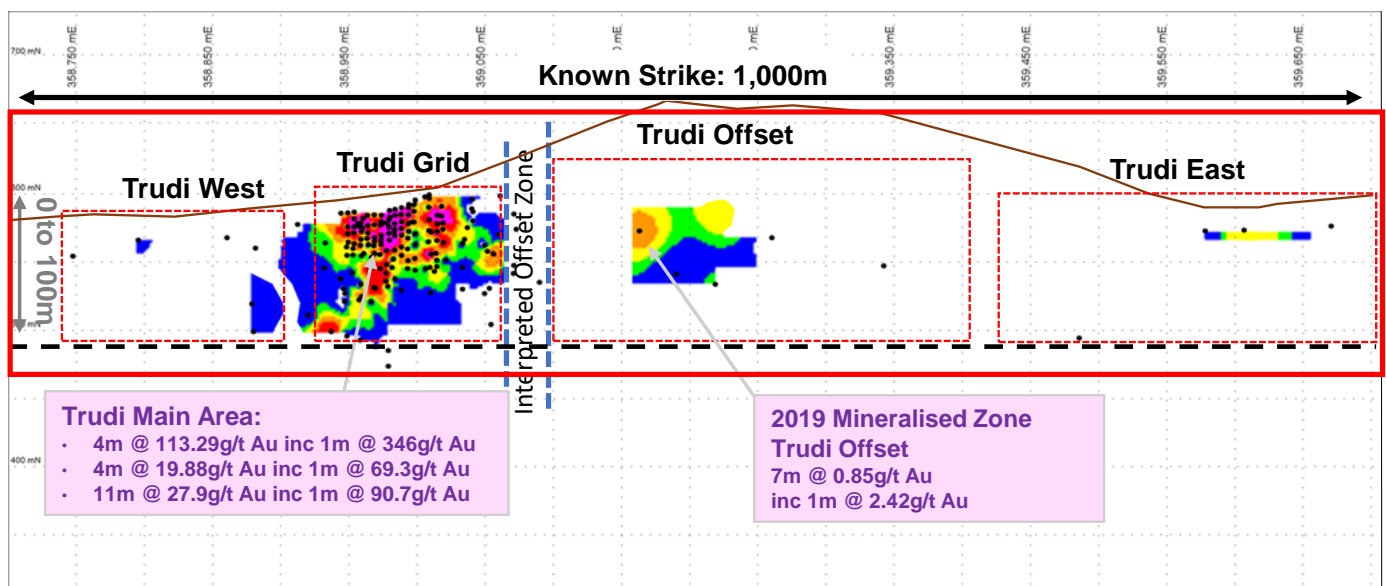 358.750 mE
358.850 mE
358.950 mE
359.050 mE
mE
mE
359.350 mE
359.450 mE
359.550 mE
359.650 mE
700 mN
Known Strike: 1,000m
Trudi Offset
Trudi Grid
Trudi East
Trudi West
0 to 100m
Interpreted Offset Zone
Trudi Main Area:
· 4m @ 113.29g/t Au inc 1m @ 346g/t Au
· 4m @ 19.88g/t Au inc 1m @ 69.3g/t Au
· 11m @ 27.9g/t Au inc 1m @ 90.7g/t Au
2019 Mineralised Zone
Trudi Offset
7m @ 0.85g/t Au
inc 1m @ 2.42g/t Au
400 mN